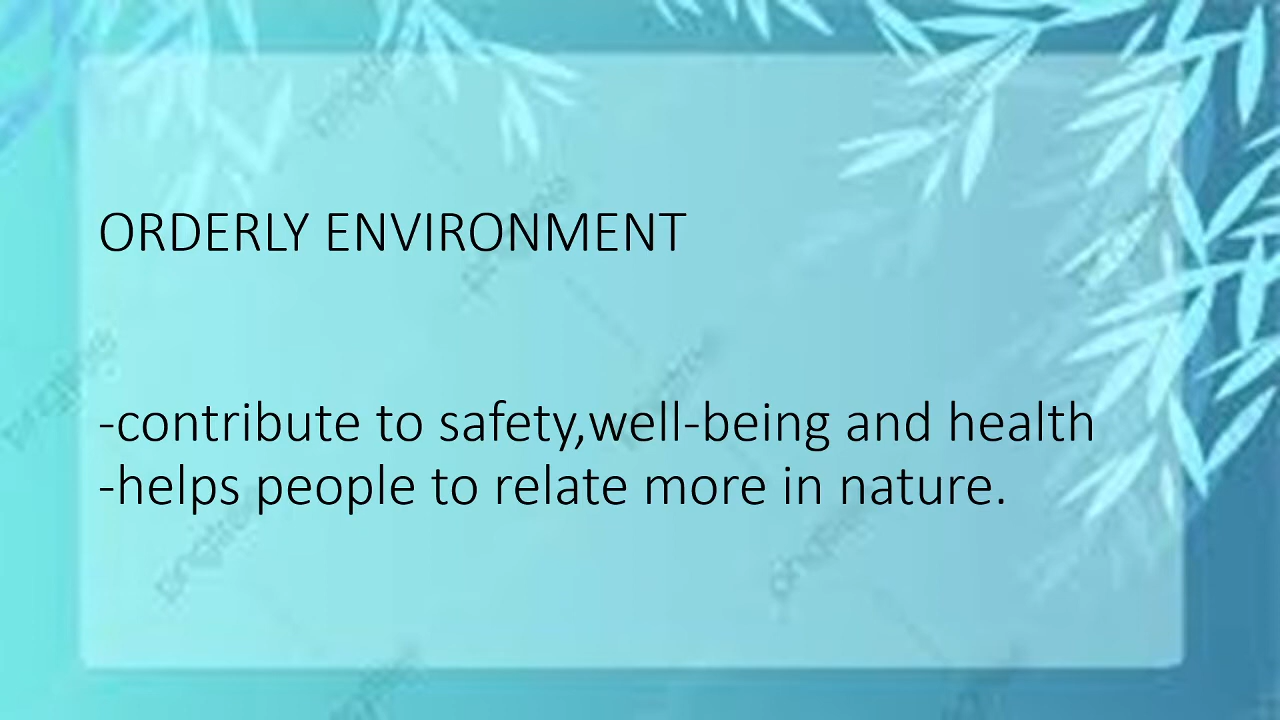 ORDERLY ENVIRONMENT
-contribute to safety,well-being and health
-helps people to relate more in nature.